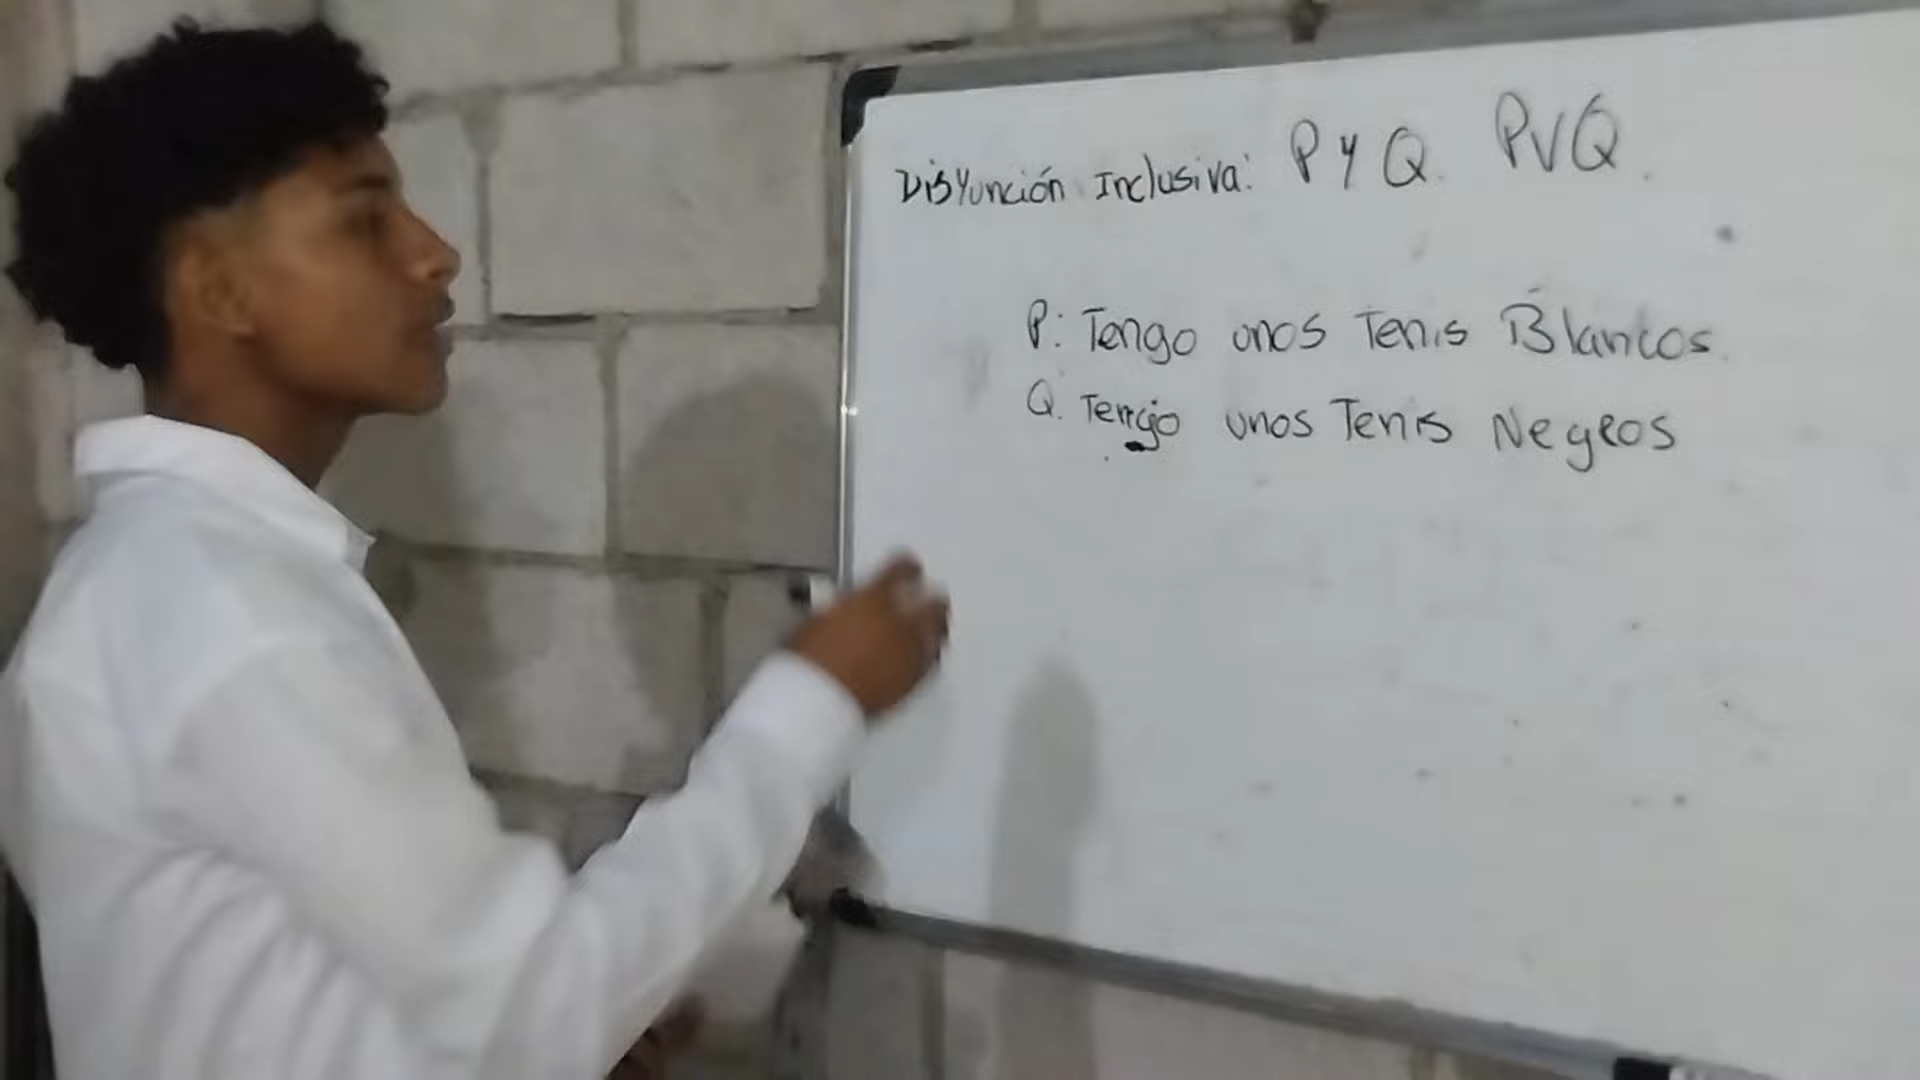 Disyunción Inclusiva: P y Q. PVQ.
P: Tengo unos Tenis Blancos.
Q. Tengo unos Tenis Negros